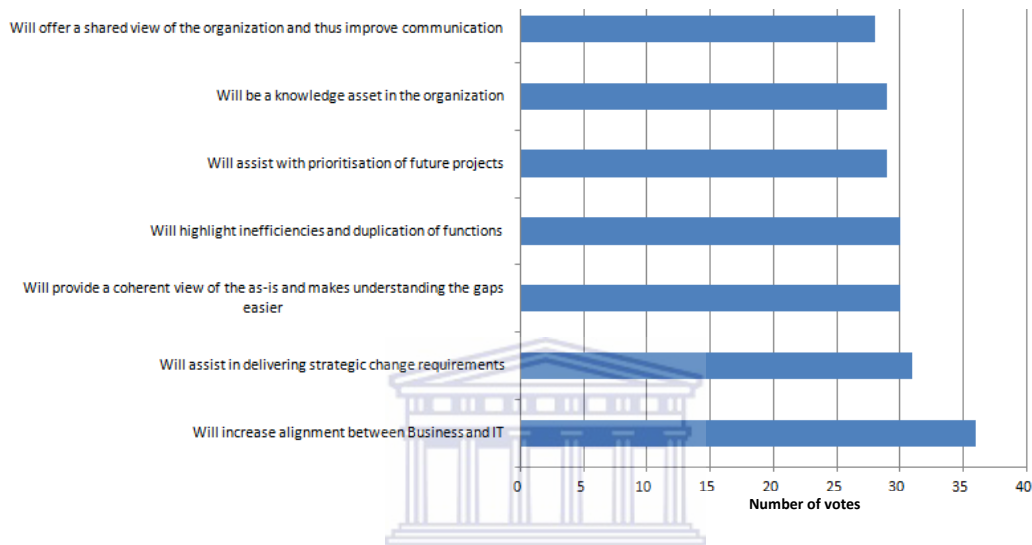 Will offer a shared view of the organization and thus improve communication
Will be a knowledge asset in the organization
Will assist with prioritisation of future projects
Will highlight inefficiencies and duplication of functions
Will provide a coherent view of the as-is and makes understanding the gaps
easier
Will assist in delivering strategic change requirements
Will increase alignment between Business and IT
0 5 10 15 20 25 30 35 40
Number of votes